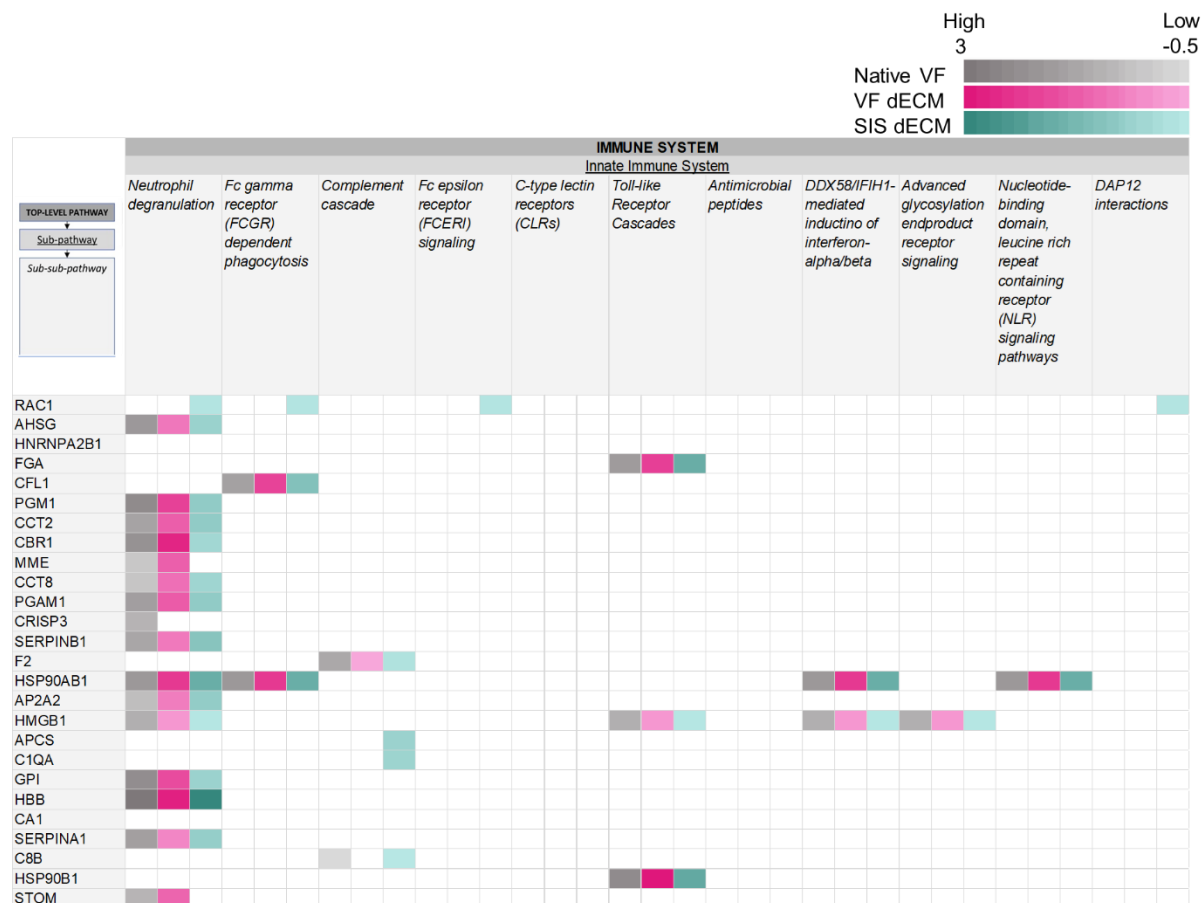 High Low
3 -0.5
Native VF
VF dECM
SIS dECM
IMMUNE SYSTEM
Innate Immune System
TOP-LEVEL PATHWAY
Sub-pathway
Sub-sub-pathway
Neutrophil
degranulation
Fc gamma
receptor
(FCGR)
dependent
phagocytosis
Complement
cascade
Fc epsilon
receptor
(FCERI)
signaling
C-type lectin
receptors
(CLRs)
Toll-like
Receptor
Cascades
Antimicrobial
peptides
DDX58/IFIH1-
mediated
inductino of
interferon-
alpha/beta
Advanced
glycosylation
endproduct
receptor
signaling
Nucleotide-
binding
domain,
leucine rich
repeat
containing
receptor
(NLR)
signaling
pathways
DAP12
interactions
RAC1
AHSG
HNRNPA2B1
FGA
CFL1
PGM1
CCT2
CBR1
MME
CCT8
PGAM1
CRISP3
SERPINB1
F2
HSP90AB1
AP2A2
HMGB1
APCS
C1QA
GPI
HBB
CA1
SERPINA1
C8B
HSP90B1
STOM